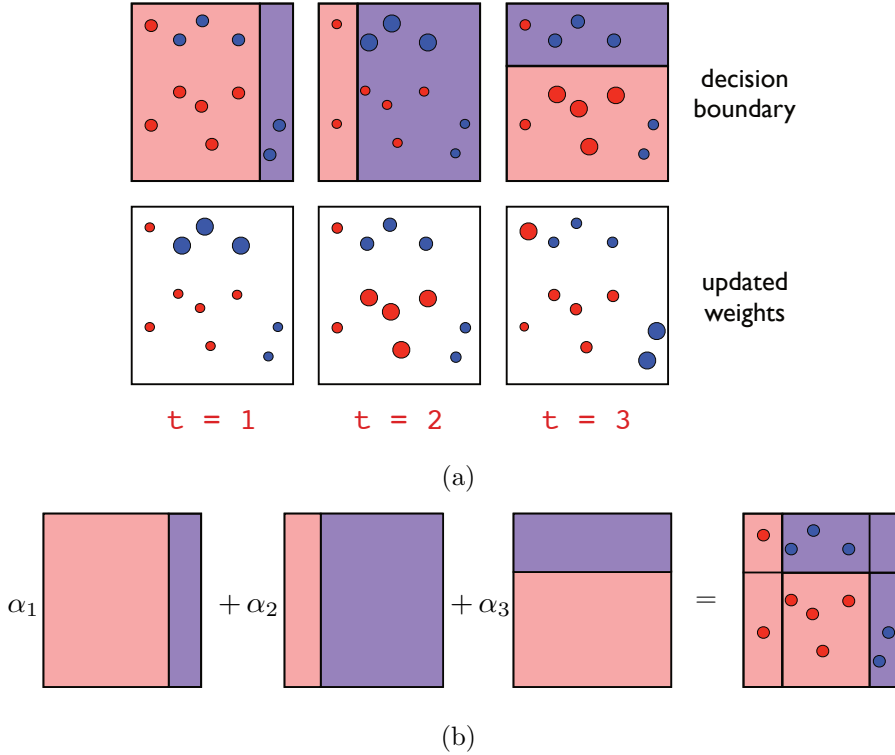 decision
boundary
updated
weights
t = 1 t = 2 t = 3
(a)
α₁ + α₂ + α₃ =
(b)